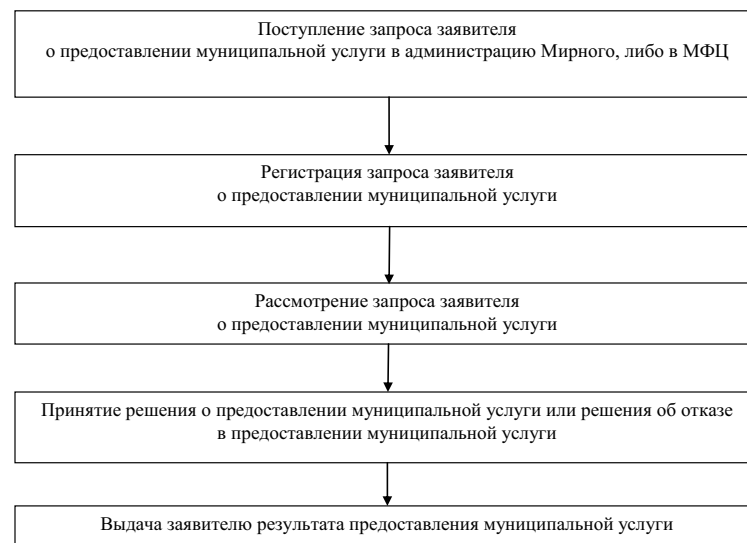 Поступление запроса заявителя
о предоставлении муниципальной услуги в администрацию Мирного, либо в МФЦ
Регистрация запроса заявителя
о предоставлении муниципальной услуги
Рассмотрение запроса заявителя
о предоставлении муниципальной услуги
Принятие решения о предоставлении муниципальной услуги или решения об отказе
в предоставлении муниципальной услуги
Выдача заявителю результата предоставления муниципальной услуги